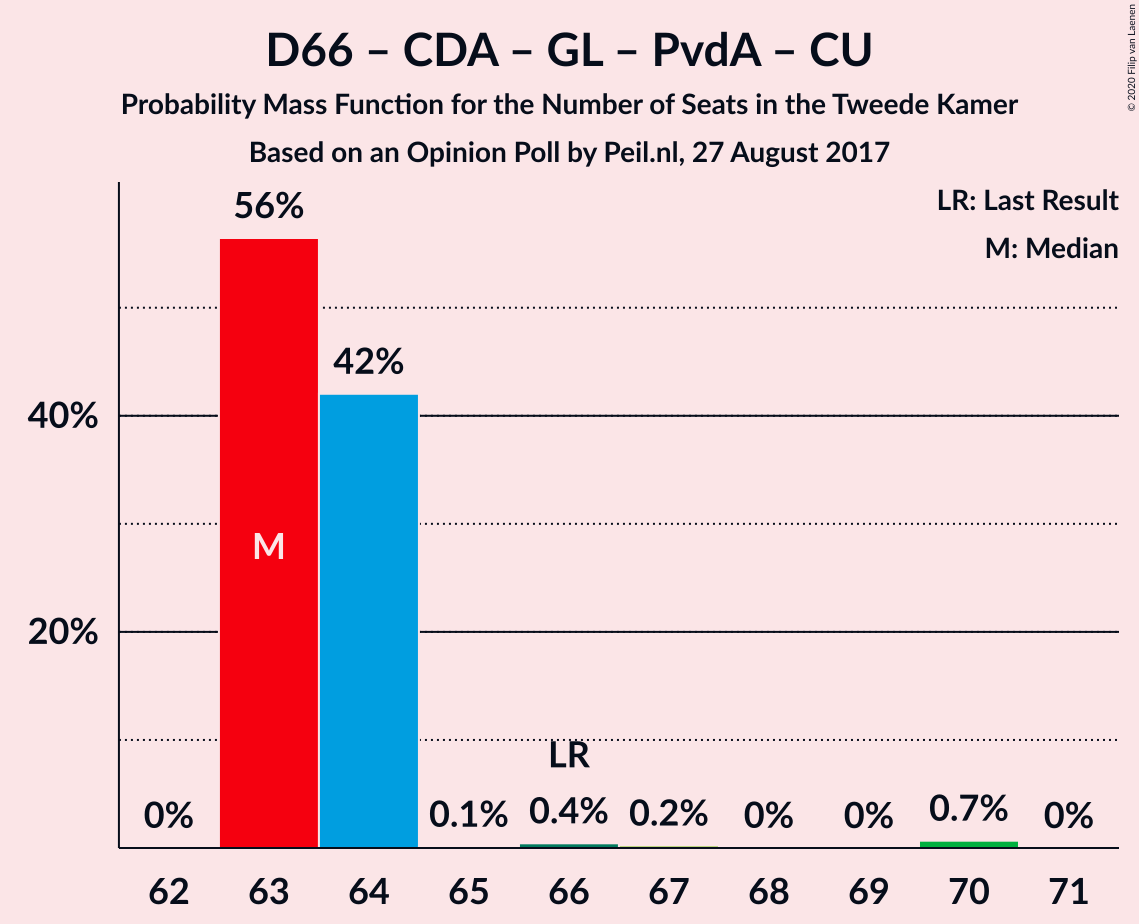 D66 – CDA – GL – PvdA – CU
Probability Mass Function for the Number of Seats in the Tweede Kamer
Based on an Opinion Poll by Peil.nl, 27 August 2017
© 2020 Filip van Laenen
LR: Last Result
M: Median
56%
42%
40%
M
20%
LR
0%
0.1%
0.4%
0.2%
0%
0%
0.7%
0%
62 63 64 65 66 67 68 69 70 71